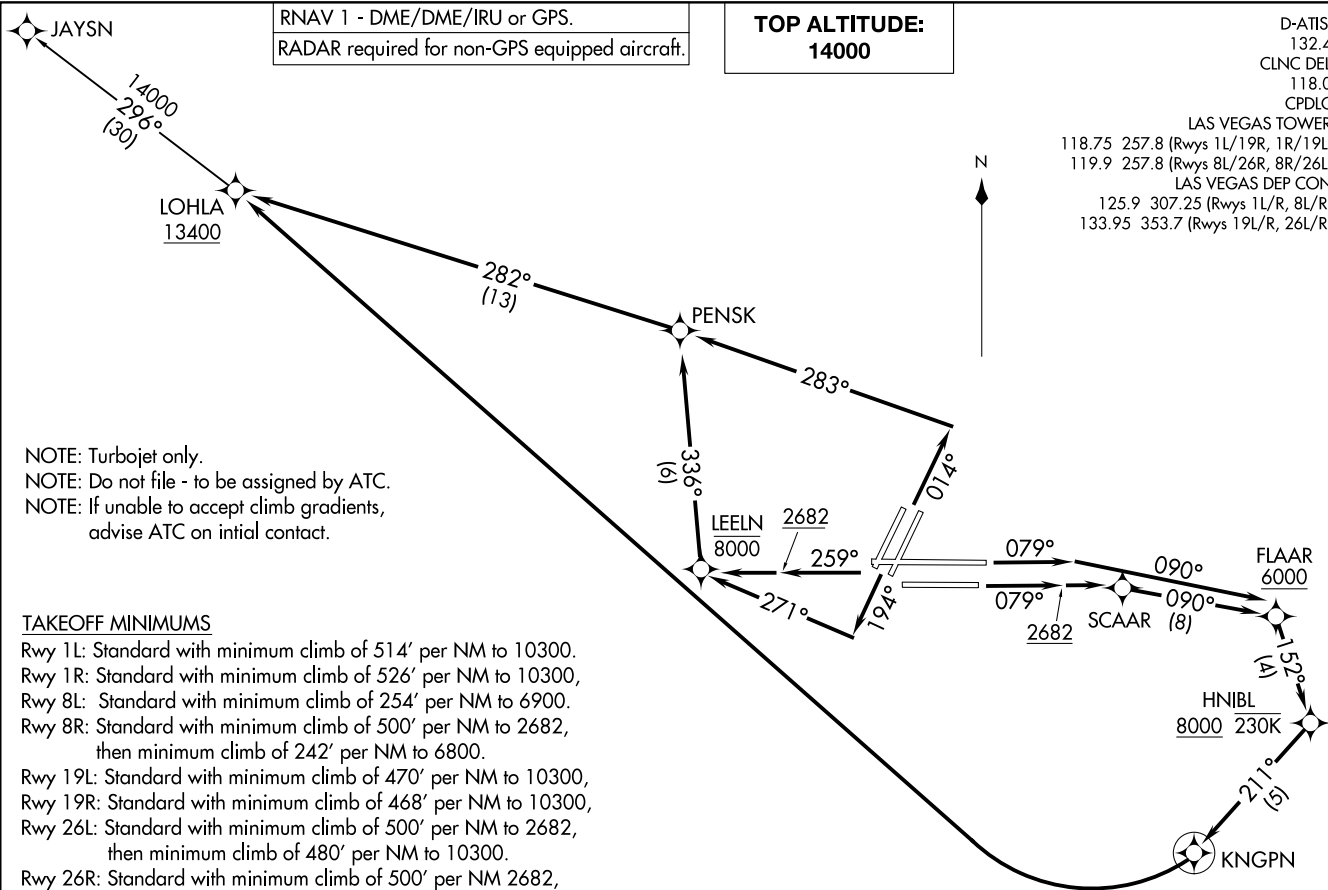 JAYSN
RNAV 1 - DME/DME/IRU or GPS.
RADAR required for non-GPS equipped aircraft.
TOP ALTITUDE:
14000
D-ATIS
132.4
CLNC DEL
118.0
CPDLC
LAS VEGAS TOWER
118.75 257.8 (Rwys 1L/19R, 1R/19L
119.9 257.8 (Rwys 8L/26R, 8R/26L
LAS VEGAS DEP CON
125.9 307.25 (Rwys 1L/R, 8L/R
133.95 353.7 (Rwys 19L/R, 26L/R
14000
296°
(30)
N
LOHLA
13400
282°
(13)
PENSK
283°
336°
(6)
014°
NOTE: Turbojet only.
NOTE: Do not file - to be assigned by ATC.
NOTE: If unable to accept climb gradients,
advise ATC on intial contact.
LEELN
8000
2682
259°
271°
194°
079°
090°
079°
2682
SCAAR
090°
(8)
FLAAR
6000
152°
(4)
HNIBL
8000 230K
211°
(5)
KNGPN
TAKEOFF MINIMUMS
Rwy 1L: Standard with minimum climb of 514' per NM to 10300.
Rwy 1R: Standard with minimum climb of 526' per NM to 10300,
Rwy 8L: Standard with minimum climb of 254' per NM to 6900.
Rwy 8R: Standard with minimum climb of 500' per NM to 2682,
then minimum climb of 242' per NM to 6800.
Rwy 19L: Standard with minimum climb of 470' per NM to 10300,
Rwy 19R: Standard with minimum climb of 468' per NM to 10300,
Rwy 26L: Standard with minimum climb of 500' per NM to 2682,
then minimum climb of 480' per NM to 10300.
Rwy 26R: Standard with minimum climb of 500' per NM 2682,